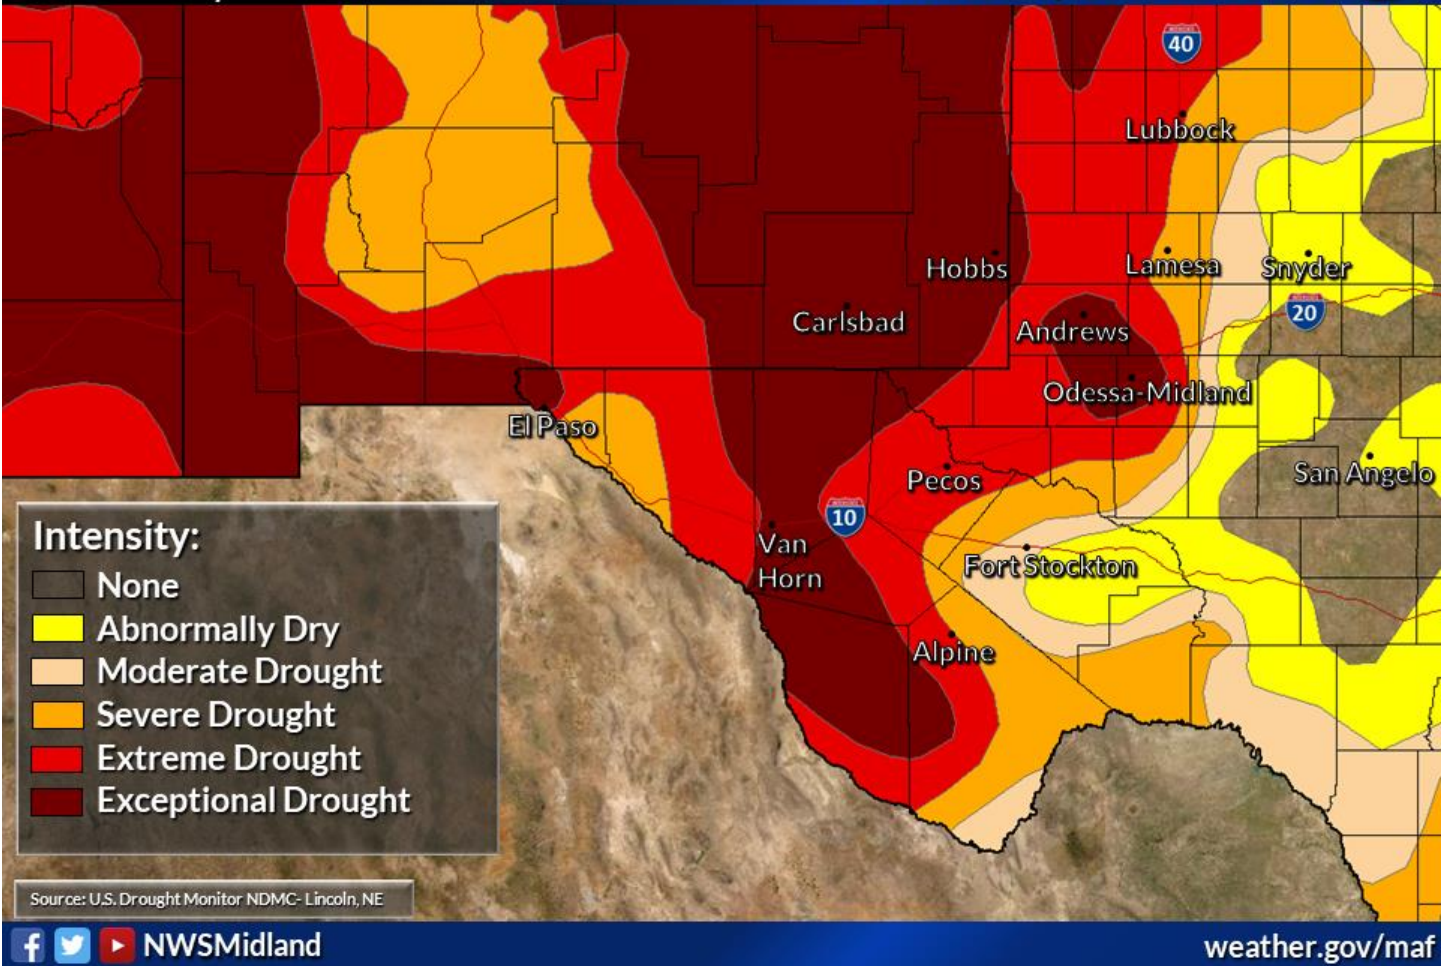 40
Lubbock
Hobbs
Lamesa
Snyder
Carlsbad
Andrews
20
Odessa-Midland
El Paso
Pecos
San Angelo
10
Van
Horn
Fort Stockton
Alpine
Intensity:
None
Abnormally Dry
Moderate Drought
Severe Drought
Extreme Drought
Exceptional Drought
Source: U.S. Drought Monitor NDMC- Lincoln, NE
NWSMidland
weather.gov/maf